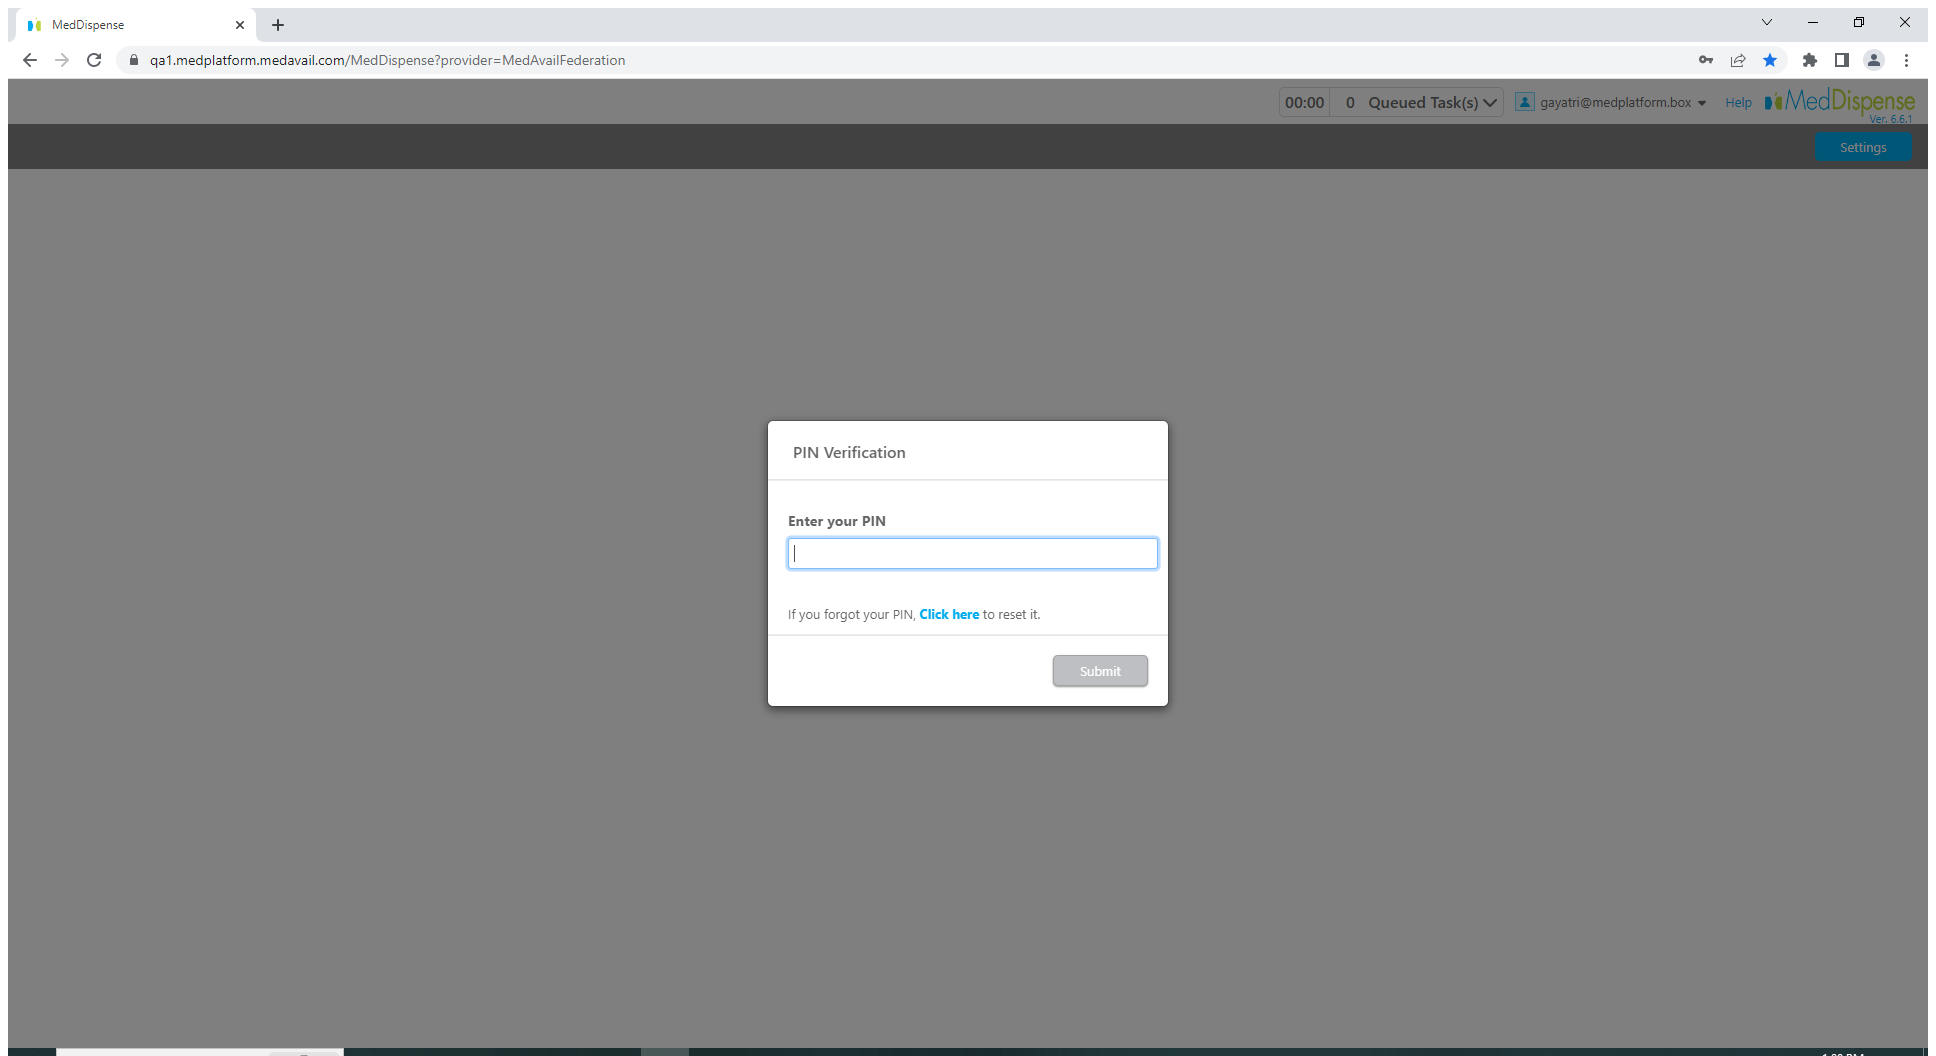 MedDispense
qa1.medplatform.medavail.com/MedDispense?provider=MedAvailFederation
00:00 0 Queued Task(s) gayatri@medplatform.box Help MedDispense
Ver. 6.6.1
Settings
PIN Verification
Enter your PIN
If you forgot your PIN, Click here to reset it.
Submit